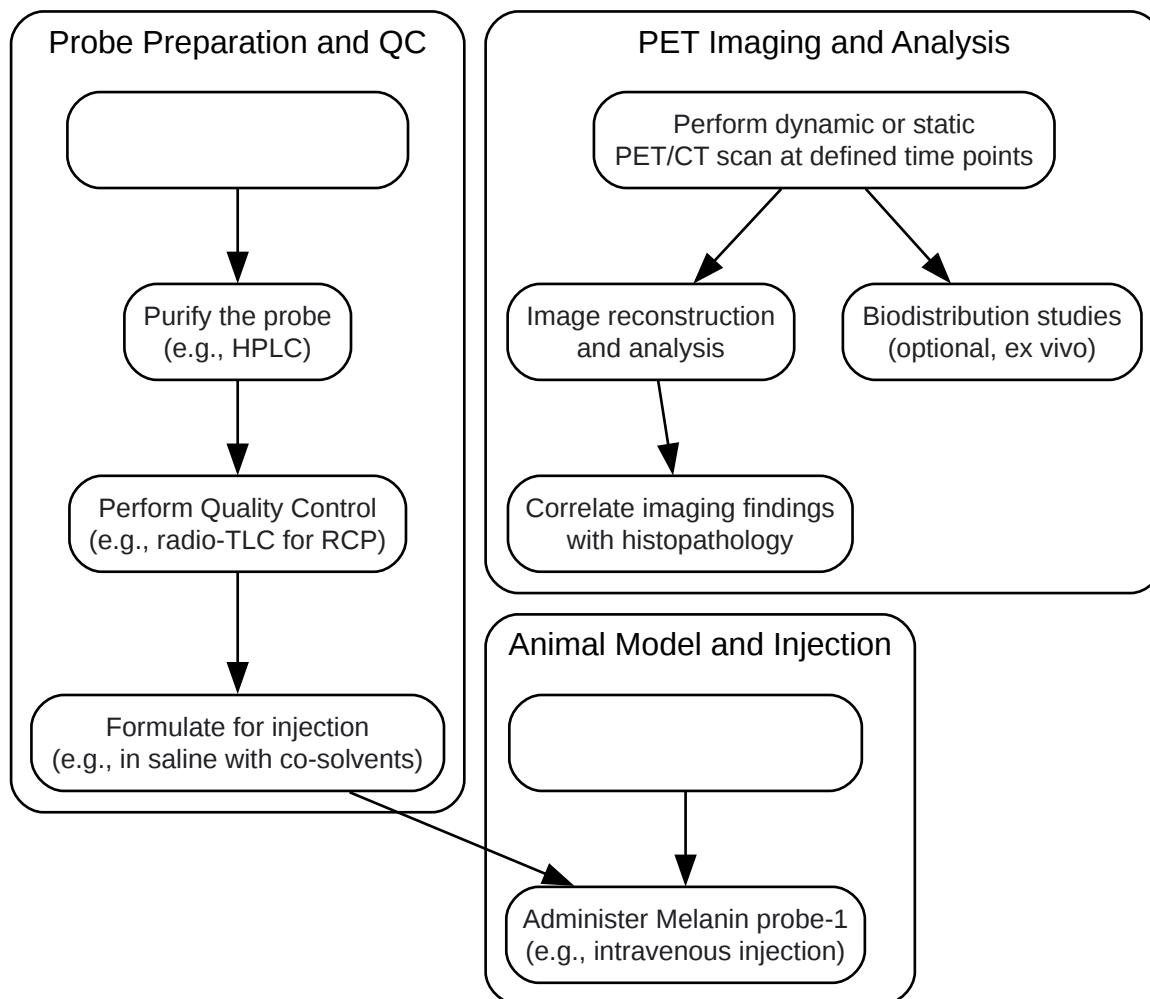 Probe Preparation and QC
Purify the probe
(e.g., HPLC)
Perform Quality Control
(e.g., radio-TLC for RCP)
Formulate for injection
(e.g., in saline with co-solvents)
PET Imaging and Analysis
Perform dynamic or static
PET/CT scan at defined time points
Image reconstruction
and analysis
Biodistribution studies
(optional, ex vivo)
Correlate imaging findings
with histopathology
Animal Model and Injection
Administer Melanin probe-1
(e.g., intravenous injection)